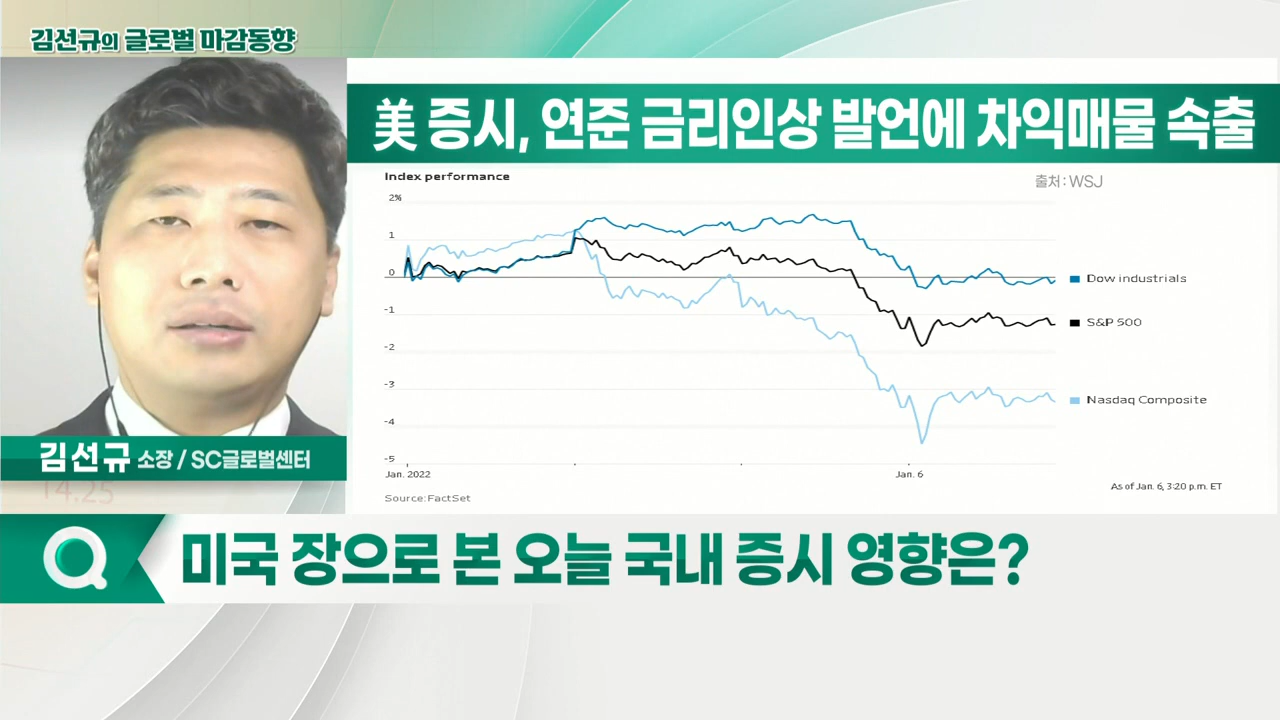 김선규의 글로벌 마감동향
美 증시, 연준 금리인상 발언에 차익매물 속출
Index performance
출처 : WSJ
2%
1
0
-1
-2
-3
-4
-5
Dow industrials
S&P 500
Nasdaq Composite
Jan. 2022
Jan. 6
As of Jan. 6, 3:20 p.m. ET
Source: FactSet
김선규 소장 / SC글로벌센터
14.25
Q
미국 장으로 본 오늘 국내 증시 영향은?